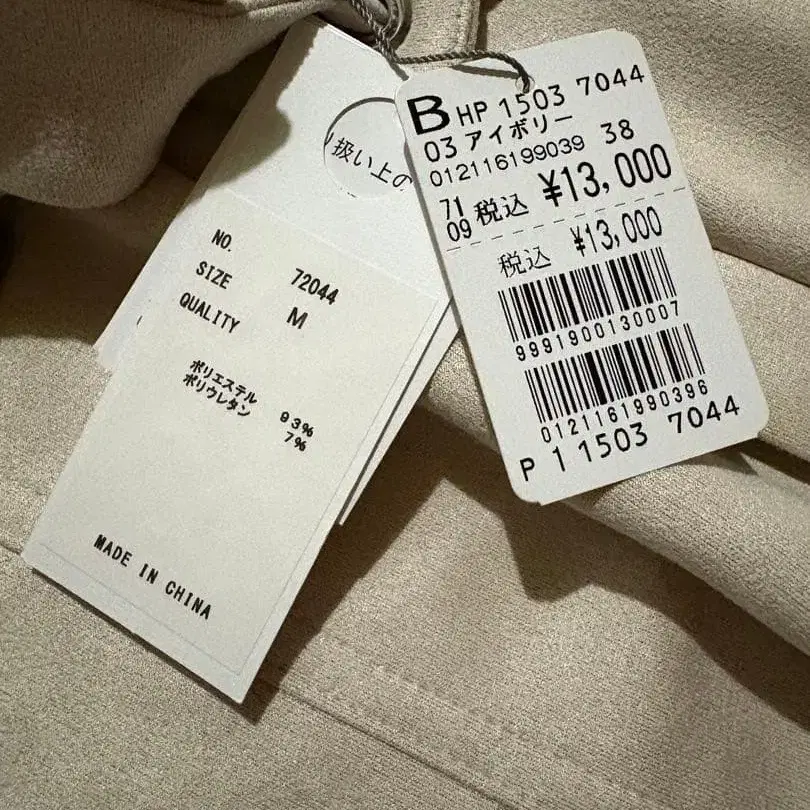 り扱い上の
NO. 72044
SIZE M
QUALITY
ポリエステル 93%
ポリウレタン 7%
MADE IN CHINA
B HP 1503 7044
03 アイボリー 38
012116199039
71 09 税込 ¥13,000
税込 ¥13,000
9991900130007
0121161990396
P 1 1503 7044